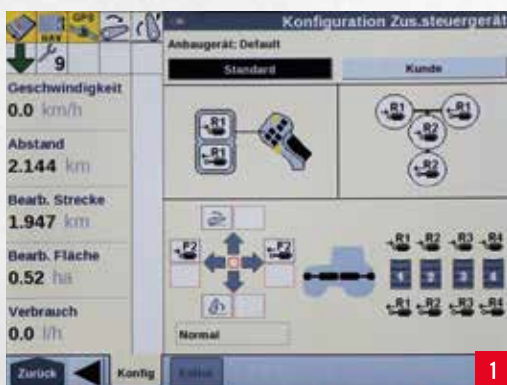 NAV
GPS
9
Konfiguration Zus.steuergerät
Anbaugerät: Default
Standard
Kunde
Geschwindigkeit
0.0 km/h
Abstand
2.144 km
Bearb. Strecke
1.947 km
Bearb. Fläche
0.52 ha
Verbrauch
0.0 l/h
R1
R1
R1
R1
R2
R2
F2
F2
Normal
R1 R2 R3 R4
1 2 3 4
R1 R2 R3 R4
Zurück
Konfig
1